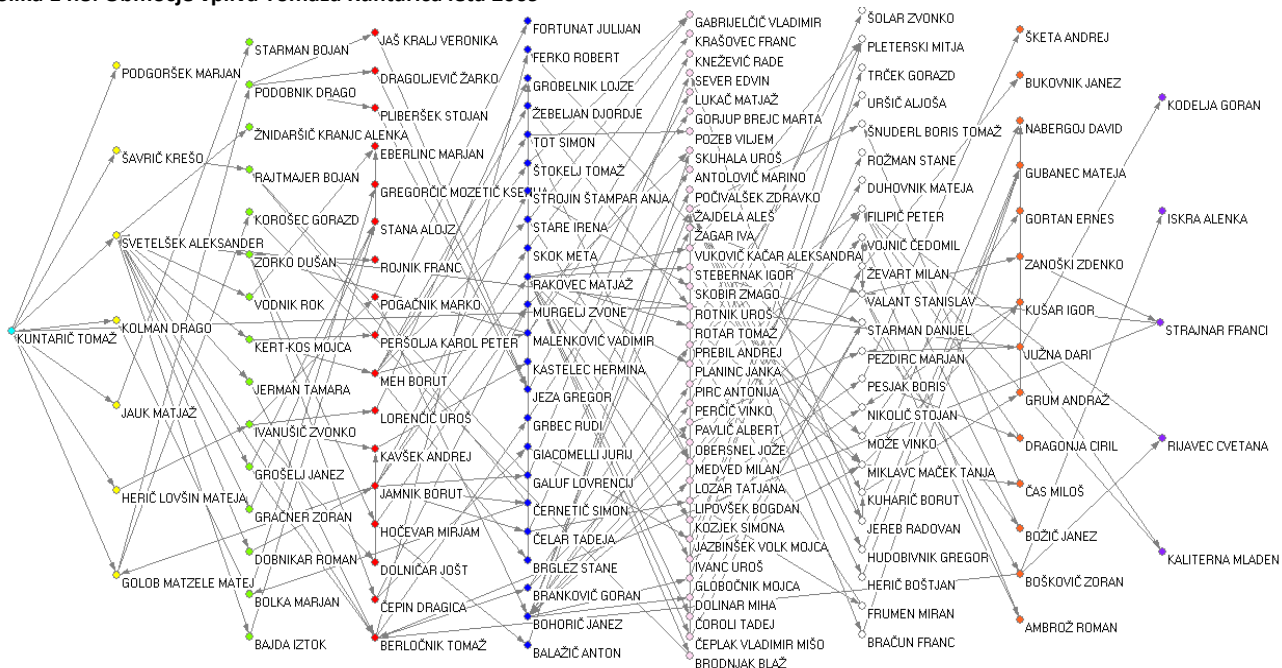 KUNTARIČ TOMAŽ
PODGORŠEK MARJAN
ŠAVRIČ KREŠO
SVETELŠEK ALEKSANDER
KOLMAN DRAGO
JAUK MATJAŽ
HERIČ LOVŠIN MATEJA
GOLOB MATZELE MATEJ
STARMAN BOJAN
PODOBNIK DRAGO
ŽNIDARŠIČ KRANJC ALENKA
RAJTMAJER BOJAN
KOROŠEC GORAZD
ZORKO DUŠAN
VODNIK ROK
KERT-KOS MOJCA
JERMAN TAMARA
IVANUŠIČ ZVONKO
GROŠELJ JANEZ
GRAČNER ZORAN
DOBNIKAR ROMAN
BOLKA MARJAN
BAJDA IZTOK
JAŠ KRALJ VERONIKA
DRAGOLJEVIČ ŽARKO
PLIBERŠEK STOJAN
EBERLINC MARJAN
GREGORČIČ MOZETIČ KSENIJA
STANA ALOJZ
ROJNIK FRANC
POGAČNIK MARKO
PERŠOLJA KAROL PETER
MEH BORUT
LORENČIČ UROŠ
KAVŠEK ANDREJ
JAMNIK BORUT
HOČEVAR MIRJAM
DOLNIČAR JOŠT
ČEPIN DRAGICA
BERLOČNIK TOMAŽ
FORTUNAT JULIJAN
FERKO ROBERT
GROBELNIK LOJZE
ŽEBELJAN DJORDJE
TOT SIMON
ŠTOKELJ TOMAŽ
STROJIN ŠTAMPAR ANJA
STARE IRENA
SKOK META
RAKOVEC MATJAŽ
MURGELJ ZVONE
MALENKOVIČ VADIMIR
KASTELEC HERMINA
JEZA GREGOR
GRBEC RUDI
GIACOMELLI JURIJ
GALUF LOVRENCIJ
ČERNETIČ SIMON
ČELAR TADEJA
BRGLEZ STANE
BRANKOVIČ GORAN
BOHORIČ JANEZ
BALAŽIČ ANTON
GABRIJELČIČ VLADIMIR
KRAŠOVEC FRANC
KNEŽEVIČ RADE
SEVER EDVIN
LUKAČ MATJAŽ
GORJUP BREJC MARTA
POZEB VILJEM
SKUHALA UROŠ
ANTOLOVIČ MARINO
POČIVALŠEK ZDRAVKO
ŽAJDELA ALEŠ
ŽAGAR IVA
VUKOVIČ KAČAR ALEKSANDRA
STEBERNAK IGOR
SKOBIR ZMAGO
ROTNIK UROŠ
ROTAR TOMAŽ
PREBIL ANDREJ
PLANINC JANKA
PIRC ANTONIJA
PERČIČ VINKO
PAVLIČ ALBERT
OBERSNEL JOŽE
MEDVED MILAN
LOZAR TATJANA
LIPOVŠEK BOGDAN
KOZJEK SIMONA
JAZBINŠEK VOLK MOJCA
IVANC UROŠ
GLOBOČNIK MOJCA
DOLINAR MIHA
ČOROLI TADEJ
ČEPLAK VLADIMIR MIŠO
BRODNJAK BLAŽ
ŠOLAR ZVONKO
PLETERSKI MITJA
TRČEK GORAZD
URŠIČ ALJOŠA
ŠNUDERL BORIS TOMAŽ
ROŽMAN STANE
DUHOVNIK MATEJA
FILIPIČ PETER
VOJNIČ ČEDOMIL
ŽEVART MILAN
VALANT STANISLAV
STARMAN DANIJEL
PEZDIRC MARJAN
PESJAK BORIS
NIKOLIČ STOJAN
MOŽE VINKO
MIKLAVC MAČEK TANJA
KUHARIČ BORUT
JEREB RADOVAN
HUDOBIVNIK GREGOR
HERIČ BOŠTJAN
FRUMEN MIRAN
BRAČUN FRANC
ŠKETA ANDREJ
BUKOVNIK JANEZ
NABERGOJ DAVID
GUBANEC MATEJA
GORTAN ERNES
ZANOŠKI ZDENKO
KUŠAR IGOR
JUŽNA DARI
GRUM ANDRAŽ
DRAGONJA CIRIL
ČAS MILOŠ
BOŽIČ JANEZ
BOŠKOVIČ ZORAN
AMBROŽ ROMAN
KODELJA GORAN
ISKRA ALENKA
STRAJNAR FRANCI
RIJAVEC CVETANA
KALITERNA MLADEN